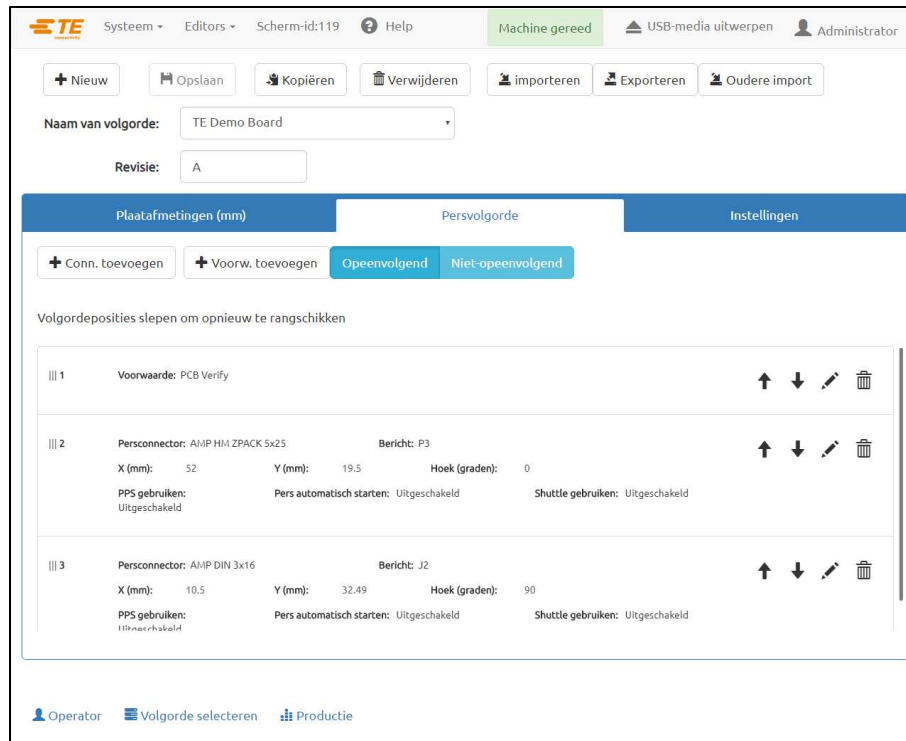 TE connectivity Systeem Editors Scherm-id:119 Help Machine gereed USB-media uitwerpen Administrator
Nieuw Opslaan Kopiëren Verwijderen importeren Exporteren Oudere import
Naam van volgorde: TE Demo Board
Revisie: A
Plaatafmetingen (mm) Persvolgorde Instellingen
Conn. toevoegen Voorw. toevoegen Opeenvolgend Niet-opeenvolgend
Volgordeposities slepen om opnieuw te rangschikken
1 Voorwaarde: PCB Verify
2 Persconnector: AMP HM ZPACK 5x25 Bericht: P3
X (mm): 52 Y (mm): 19.5 Hoek (graden): 0
PPS gebruiken: Pers automatisch starten: Uitgeschakeld Shuttle gebruiken: Uitgeschakeld
Uitgeschakeld
3 Persconnector: AMP DIN 3x16 Bericht: J2
X (mm): 10.5 Y (mm): 32.49 Hoek (graden): 90
PPS gebruiken: Pers automatisch starten: Uitgeschakeld Shuttle gebruiken: Uitgeschakeld
Uitgeschakeld
Operator Volgorde selecteren Productie